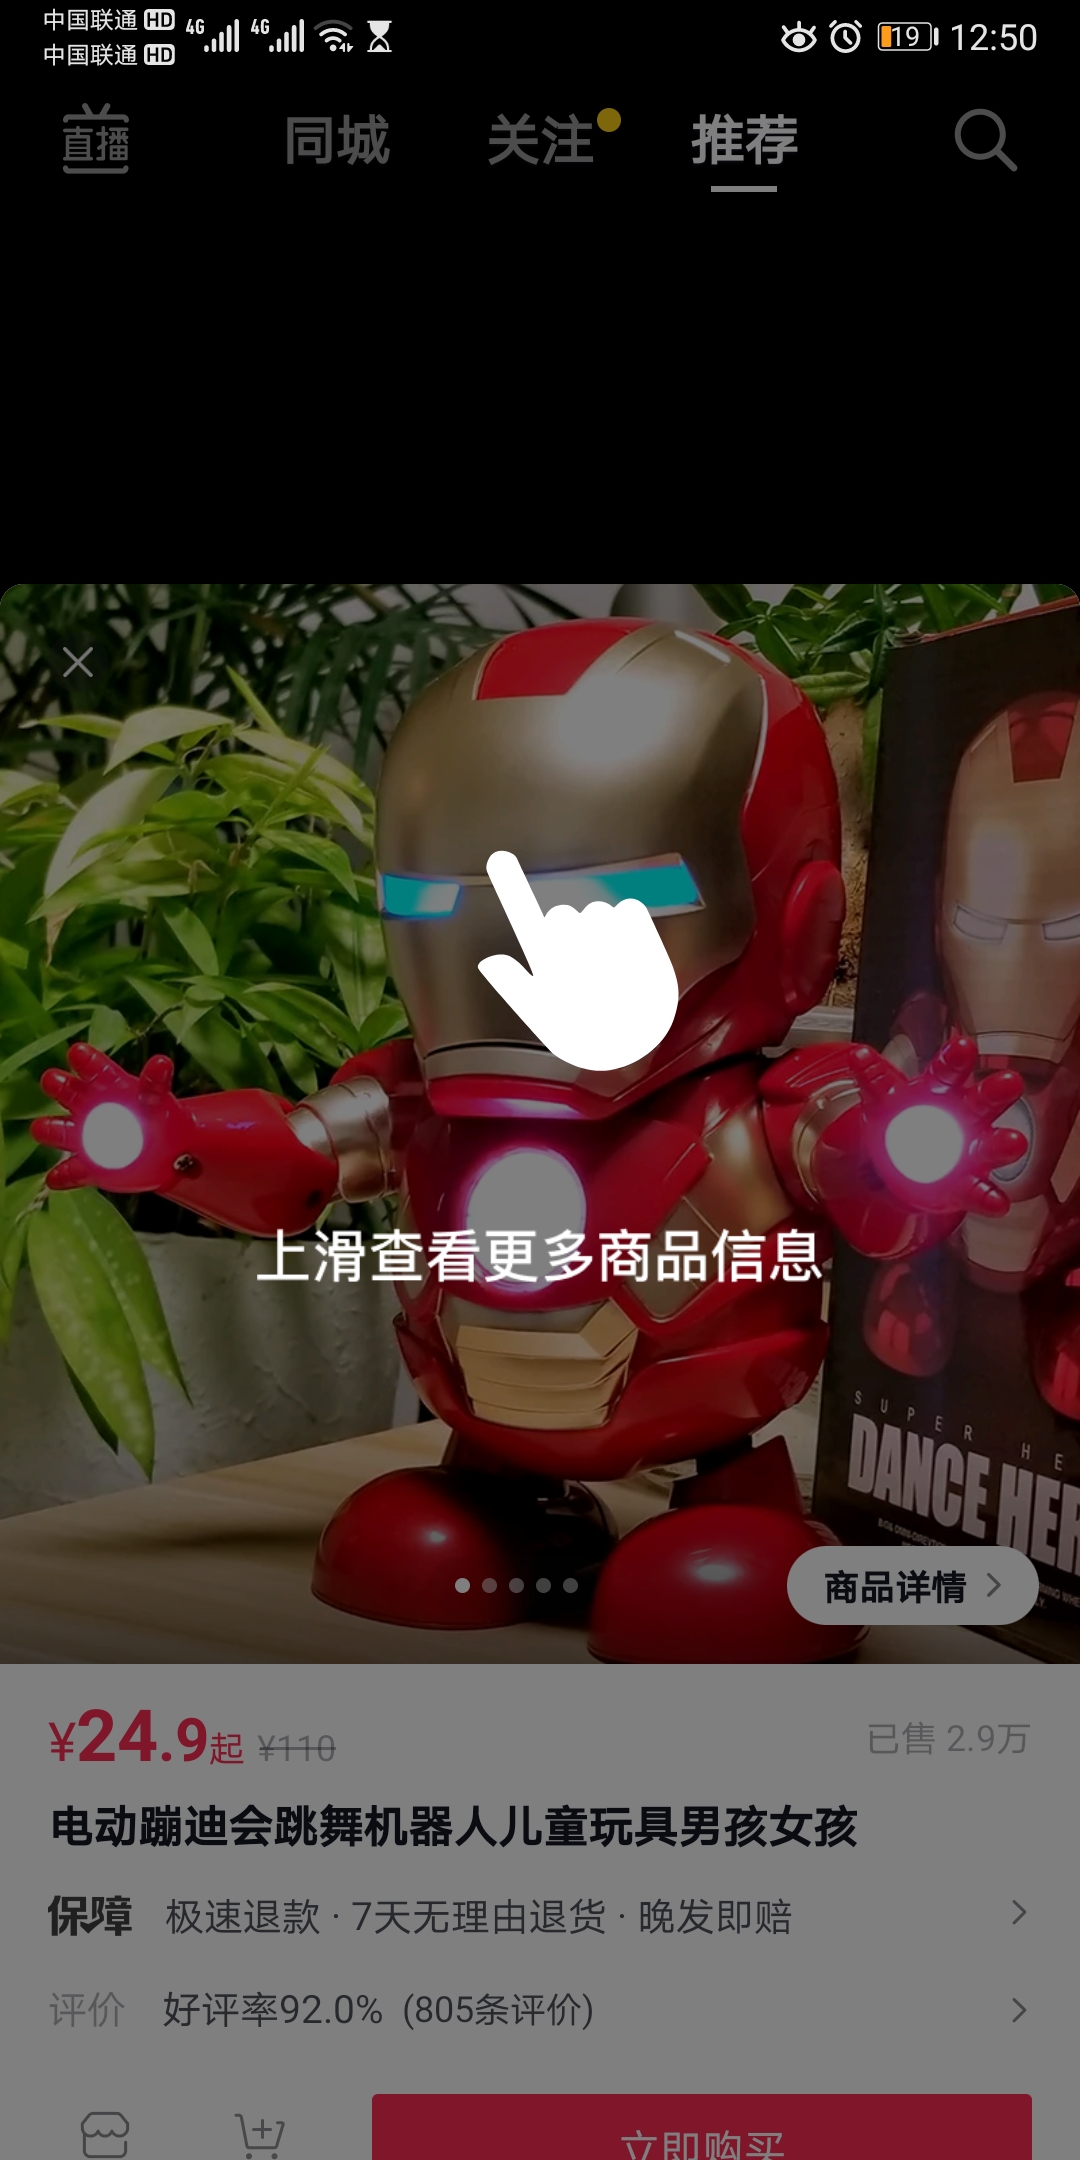 中国联通 HD 4G 4G 19 12:50
中国联通 HD
直播 同城 关注 推荐
上滑查看更多商品信息
SUPER HE
DANCE HER
商品详情
¥24.9起 ¥110 已售 2.9万
电动蹦迪会跳舞机器人儿童玩具男孩女孩
保障 极速退款 · 7天无理由退货 · 晚发即赔
评价 好评率92.0% (805条评价)
立即购买